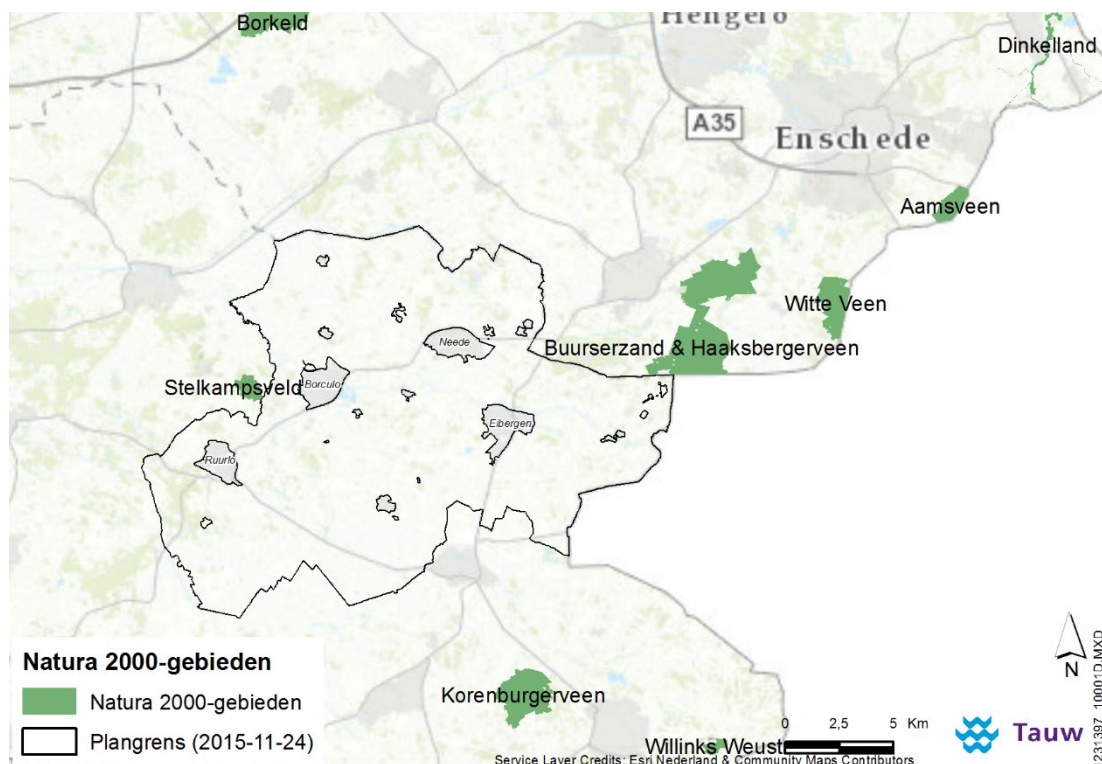 Borkeld
Hengelo
Dinkelland
A35
Enschede
Aamsveen
Witte Veen
Neede
Buurserzand & Haaksbergerveen
Stelkampsveld
Borculo
Eibergen
Ruurlo
Natura 2000-gebieden
Natura 2000-gebieden
Plangrens (2015-11-24)
Korenburgerveen
Willinks Weust
0 2,5 5 Km
N
Tauw
1231397_10001D.MXD
Service Layer Credits: Esri Nederland & Community Maps Contributors